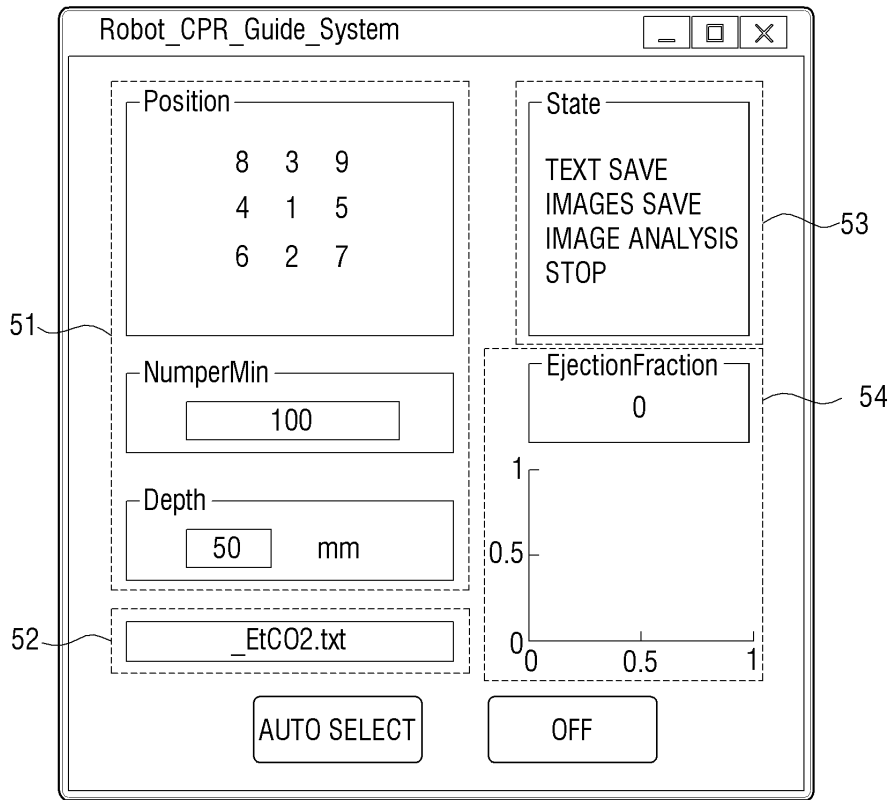 Robot_CPR_Guide_System
Position
8 3 9
4 1 5
6 2 7
51
NumperMin
100
Depth
50 mm
52
_EtCO2.txt
State
TEXT SAVE
IMAGES SAVE
IMAGE ANALYSIS
STOP
53
EjectionFraction
0
54
1
0.5
0
0 0.5 1
AUTO SELECT
OFF